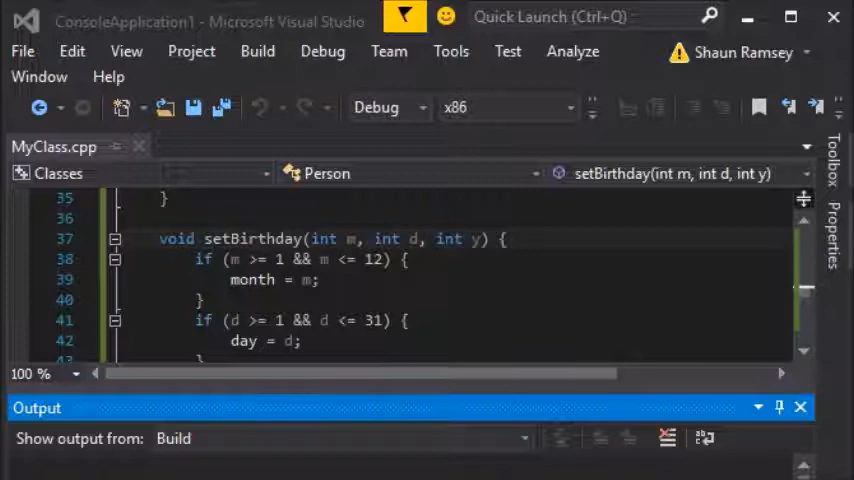 ConsoleApplication1 - Microsoft Visual Studio
Quick Launch (Ctrl+Q)
File Edit View Project Build Debug Team Tools Test Analyze Shaun Ramsey
Window Help
Debug x86
MyClass.cpp
Classes Person setBirthday(int m, int d, int y)
Toolbox
Properties
35 }
36
37 void setBirthday(int m, int d, int y) {
38 if (m >= 1 && m <= 12) {
39 month = m;
40 }
41 if (d >= 1 && d <= 31) {
42 day = d;
43 }
100 %
Output
Show output from: Build